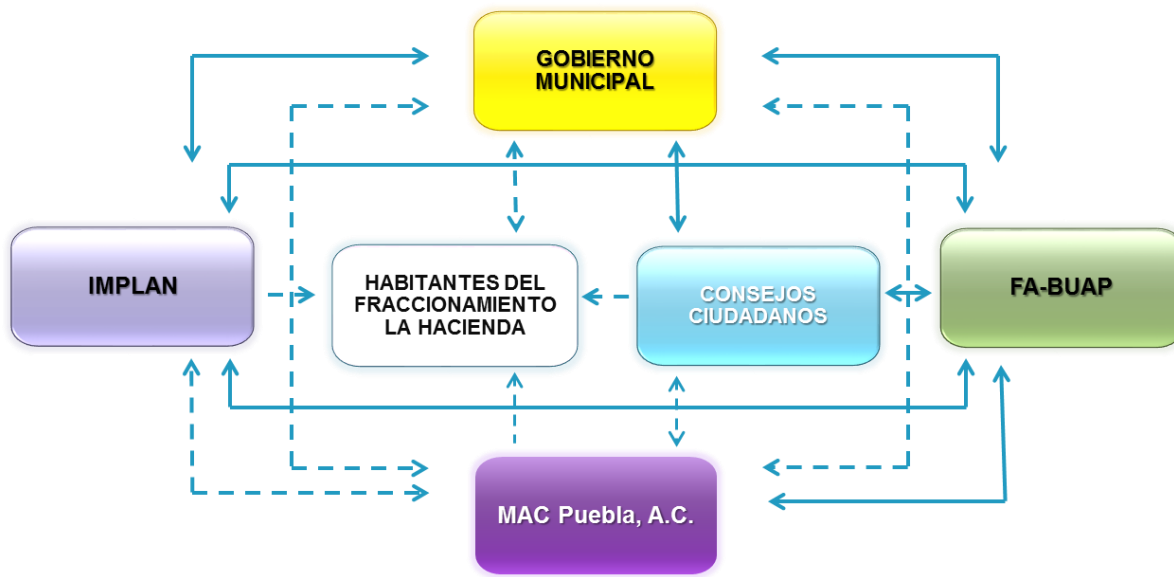 GOBIERNO
MUNICIPAL
IMPLAN
HABITANTES DEL
FRACCIONAMIENTO
LA HACIENDA
CONSEJOS
CIUDADANOS
FA-BUAP
MAC Puebla, A.C.